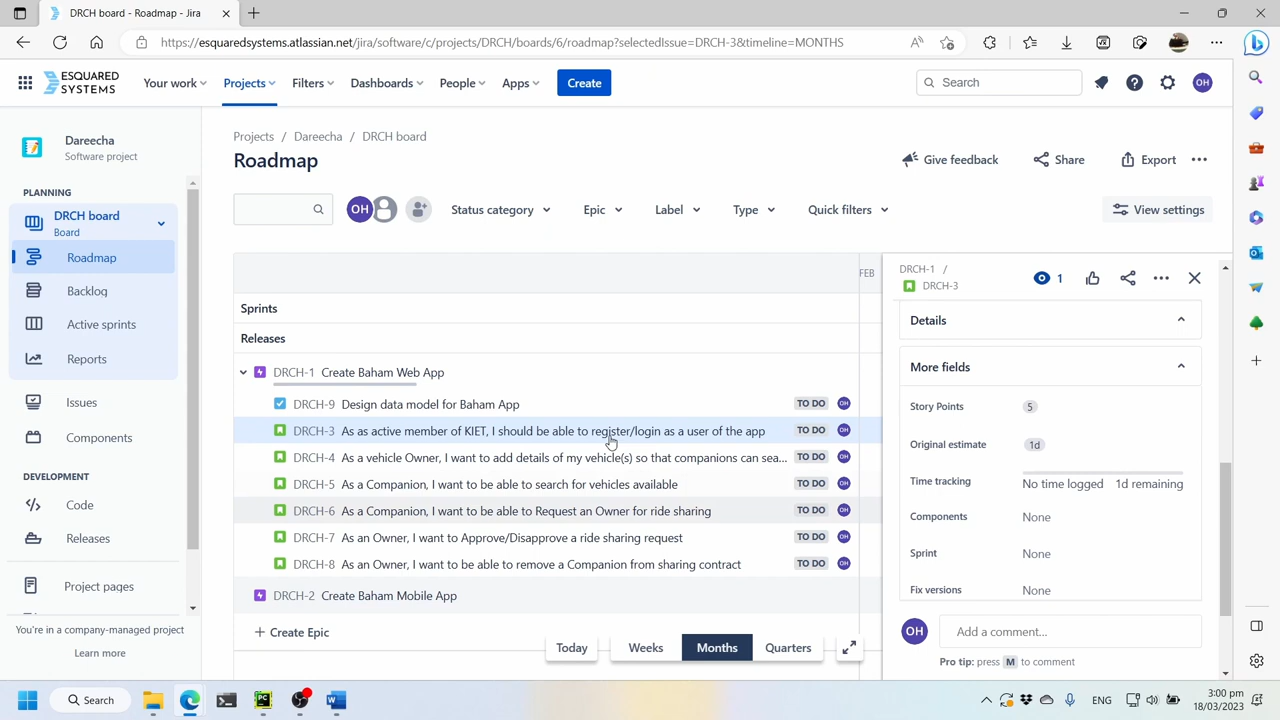 DRCH board - Roadmap - Jira
https://esquaredsystems.atlassian.net/jira/software/c/projects/DRCH/boards/6/roadmap?selectedIssue=DRCH-3&timeline=MONTHS
ESQUARED
SYSTEMS
Your work
Projects
Filters
Dashboards
People
Apps
Create
Search
OH
Dareecha
Software project
PLANNING
DRCH board
Board
Roadmap
Backlog
Active sprints
Reports
Issues
Components
DEVELOPMENT
Code
Releases
Project pages
You're in a company-managed project
Learn more
Projects / Dareecha / DRCH board
Roadmap
Give feedback
Share
Export
OH
Status category
Epic
Label
Type
Quick filters
View settings
FEB
Sprints
Releases
DRCH-1 Create Baham Web App
DRCH-9 Design data model for Baham App TO DO OH
DRCH-3 As as active member of KIET, I should be able to register/login as a user of the app TO DO OH
DRCH-4 As a vehicle Owner, I want to add details of my vehicle(s) so that companions can sea... TO DO OH
DRCH-5 As a Companion, I want to be able to search for vehicles available TO DO OH
DRCH-6 As a Companion, I want to be able to Request an Owner for ride sharing TO DO OH
DRCH-7 As an Owner, I want to Approve/Disapprove a ride sharing request TO DO OH
DRCH-8 As an Owner, I want to be able to remove a Companion from sharing contract TO DO OH
DRCH-2 Create Baham Mobile App
+ Create Epic
Today
Weeks
Months
Quarters
DRCH-1 /
DRCH-3
1
Details
More fields
Story Points 5
Original estimate 1d
Time tracking No time logged 1d remaining
Components None
Sprint None
Fix versions None
OH
Add a comment...
Pro tip: press M to comment
Search
ENG
3:00 pm
18/03/2023